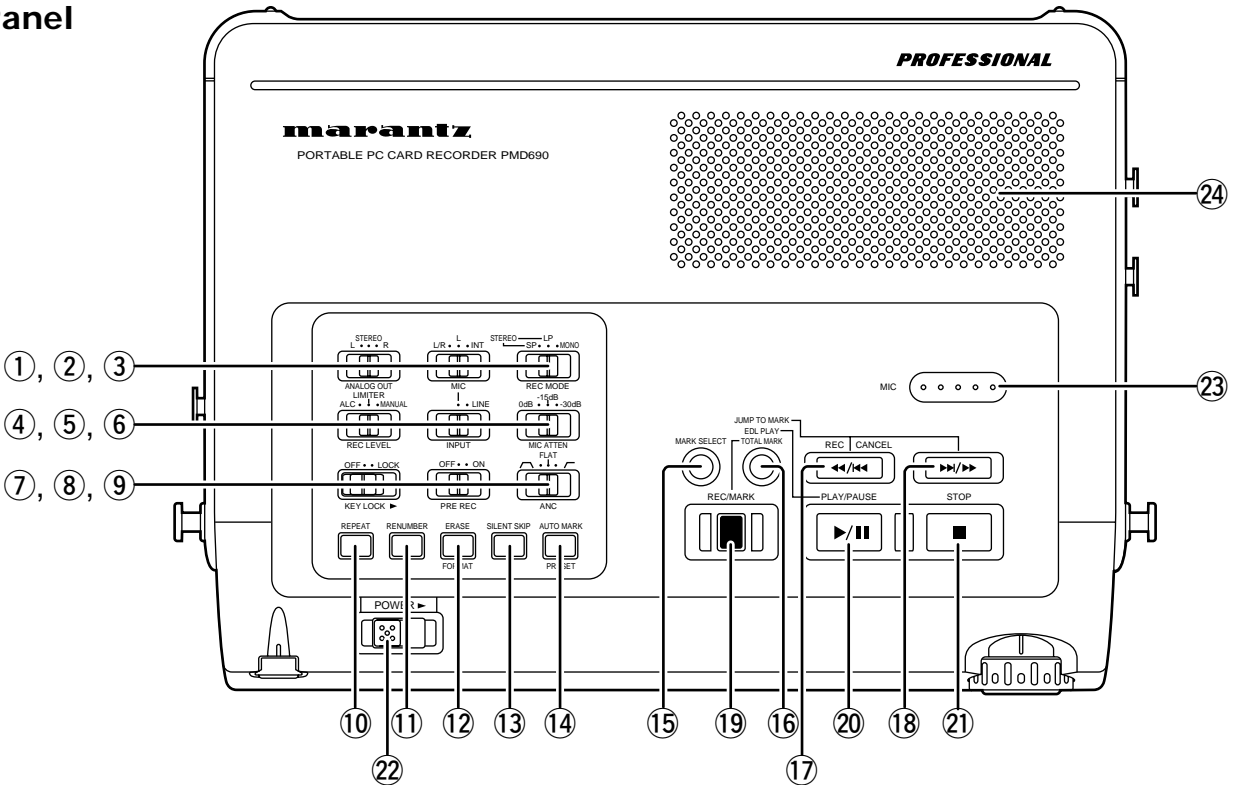 anel
PROFESSIONAL
marantz
PORTABLE PC CARD RECORDER PMD690
24
STEREO
L • • • R
ANALOG OUT
L
L/R • • • INT
MIC
STEREO LP
SP • • • MONO
REC MODE
①, ②, ③
MIC
23
LIMITER
ALC • • • MANUAL
REC LEVEL
• • LINE
INPUT
-15dB
0dB • • • -30dB
MIC ATTEN
④, ⑤, ⑥
JUMP TO MARK
EDL PLAY
MARK SELECT
TOTAL MARK
REC CANCEL
◀◀/I◀◀
▶▶I/▶▶
OFF • • LOCK
KEY LOCK ►
OFF • • ON
PRE REC
FLAT
ANC
⑦, ⑧, ⑨
REC/MARK
PLAY/PAUSE
STOP
REPEAT
RENUMBER
ERASE
SILENT SKIP
AUTO MARK
FORMAT
PRESET
POWER ►
⑩ ⑪ ⑫ ⑬ ⑭ ⑮ ⑲ ⑯ ⑳ ⑱ 21
22
⑰